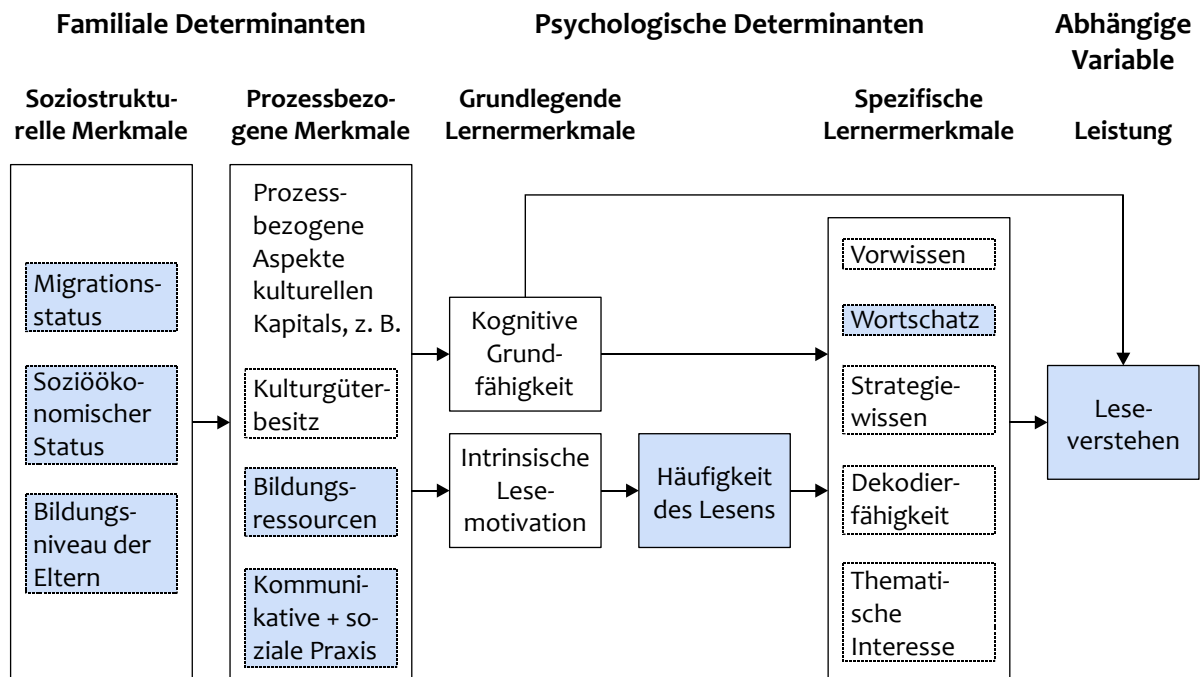 Familiale Determinanten
Psychologische Determinanten
Abhängige
Variable
Soziostruktu-
relle Merkmale
Prozessbezo-
gene Merkmale
Grundlegende
Lernermerkmale
Spezifische
Lernermerkmale
Leistung
Migrations-
status
Soziöoko-
nomischer
Status
Bildungs-
niveau der
Eltern
Prozess-
bezogene
Aspekte
kulturellen
Kapitals, z. B.
Kulturgüter-
besitz
Bildungs-
ressourcen
Kommuni-
kative + so-
ziale Praxis
Kognitive
Grund-
fähigkeit
Intrinsische
Lese-
motivation
Häufigkeit
des Lesens
Vorwissen
Wortschatz
Strategie-
wissen
Dekodier-
fähigkeit
Themati-
sche
Interesse
Lese-
verstehen